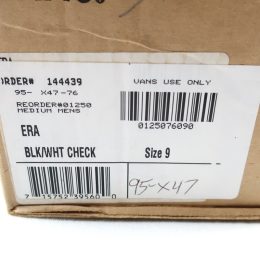 ORDER# 144439
95- X47-76
REORDER#01250
MEDIUM MENS
VANS USE ONLY
0125076090
ERA
BLK/WHT CHECK
Size 9
95-X47
7 15752 39560 0